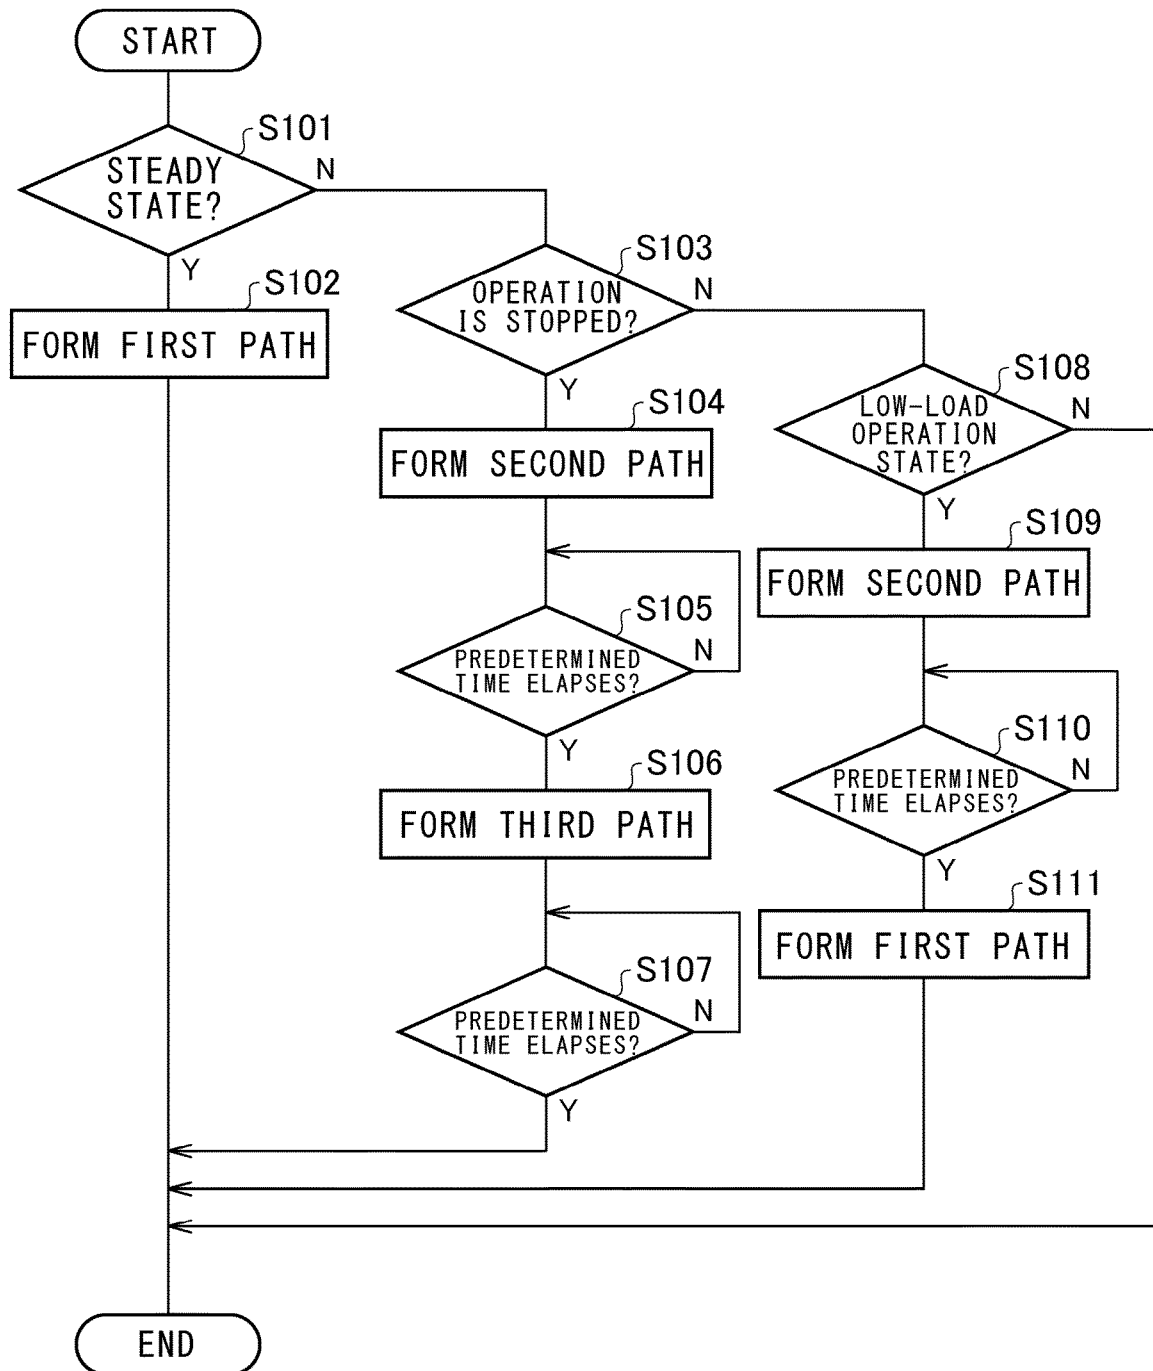 START
S101
STEADY
STATE?
N
Y
S102
FORM FIRST PATH
S103
OPERATION
IS STOPPED?
N
Y
S104
FORM SECOND PATH
S105
PREDETERMINED
TIME ELAPSES?
N
Y
S106
FORM THIRD PATH
S107
PREDETERMINED
TIME ELAPSES?
N
Y
S108
LOW-LOAD
OPERATION
STATE?
N
Y
S109
FORM SECOND PATH
S110
PREDETERMINED
TIME ELAPSES?
N
Y
S111
FORM FIRST PATH
END